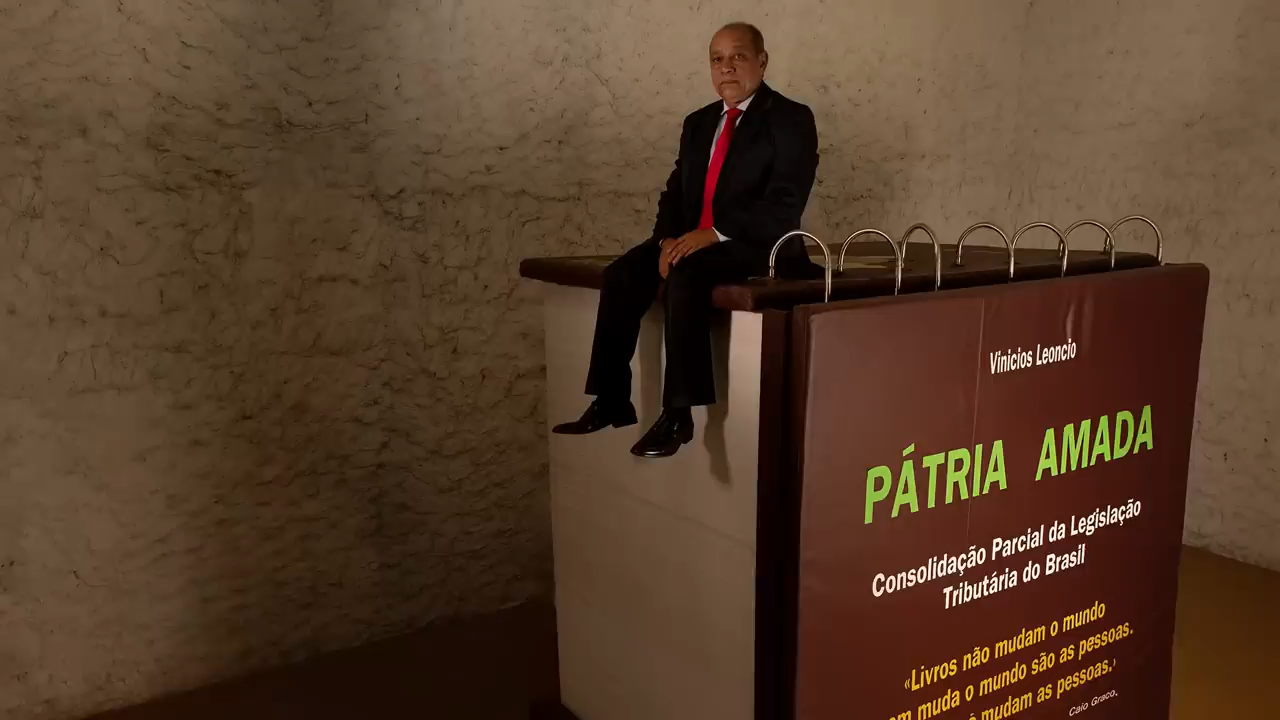 Vinicios Leoncio
PÁTRIA AMADA
Consolidação Parcial da Legislação
Tributária do Brasil
«Livros não mudam o mundo
muda o mundo são as pessoas.
mudam as pessoas.›
Caio Graco.